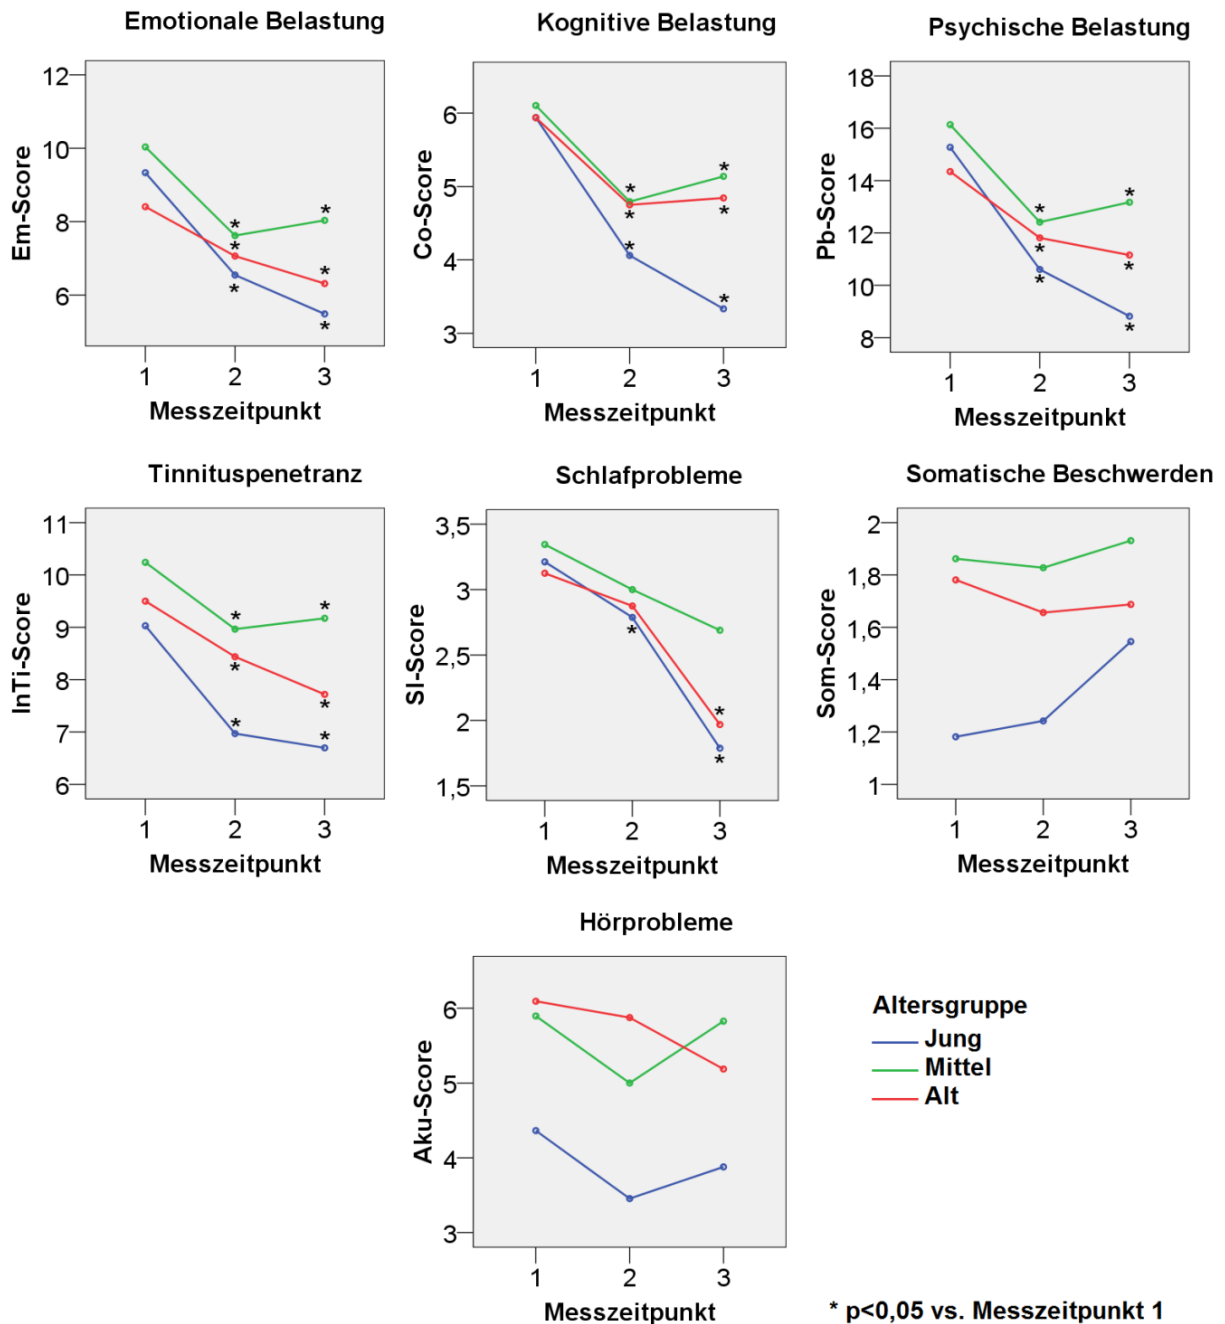 Emotionale Belastung
Kognitive Belastung
Psychische Belastung
12
10
8
6
Em-Score
1 2 3
Messzeitpunkt
6
5
4
3
Co-Score
1 2 3
Messzeitpunkt
18
16
14
12
10
8
Pb-Score
1 2 3
Messzeitpunkt
Tinnituspenetranz
Schlafprobleme
Somatische Beschwerden
11
10
9
8
7
6
InTi-Score
1 2 3
Messzeitpunkt
3,5
3
2,5
2
1,5
Sl-Score
1 2 3
Messzeitpunkt
2
1,8
1,6
1,4
1,2
1
Som-Score
1 2 3
Messzeitpunkt
Hörprobleme
6
5
4
3
Aku-Score
1 2 3
Messzeitpunkt
Altersgruppe
Jung
Mittel
Alt
* p<0,05 vs. Messzeitpunkt 1